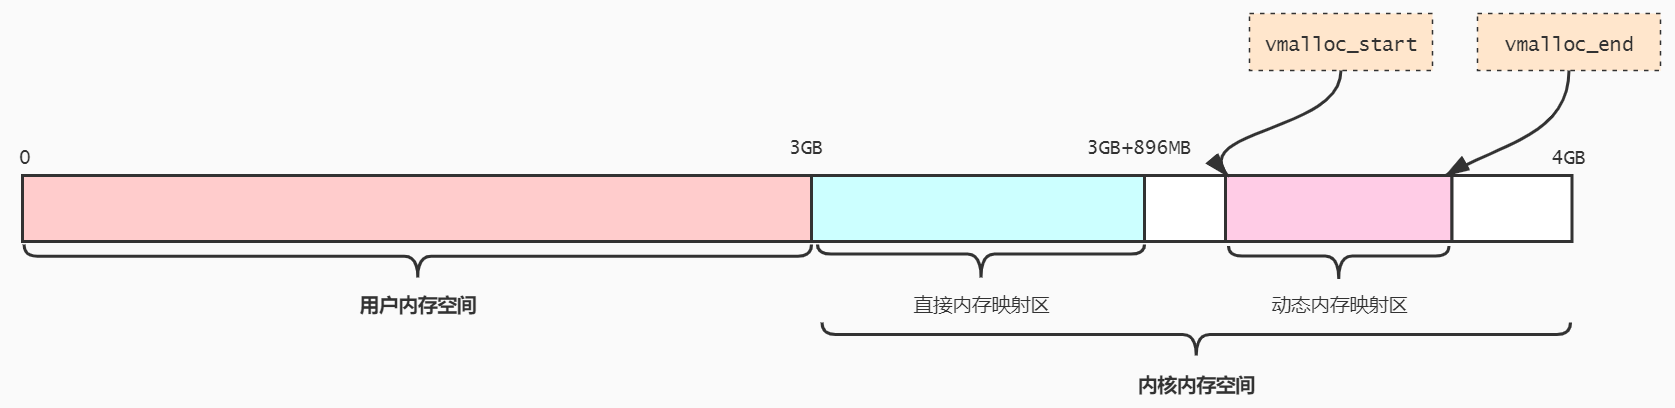 vmalloc_start
vmalloc_end
0
3GB
3GB+896MB
4GB
用户内存空间
直接内存映射区
动态内存映射区
内核内存空间